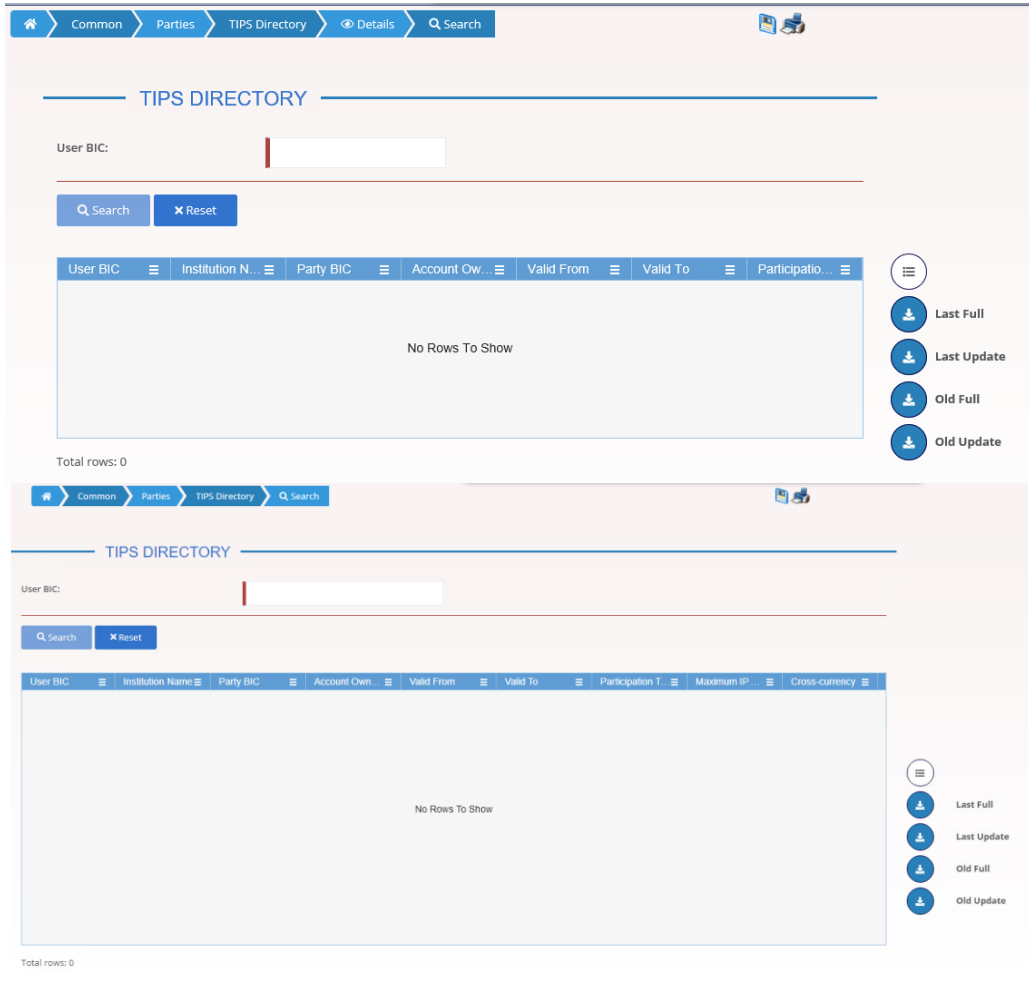 Common Parties TIPS Directory Details Search
TIPS DIRECTORY
User BIC:
Search Reset
User BIC Institution N... Party BIC Account Ow... Valid From Valid To Participatio...
No Rows To Show
Last Full
Last Update
Old Full
Old Update
Total rows: 0
Common Parties TIPS Directory Search
TIPS DIRECTORY
User BIC:
Search Reset
User BIC Institution Name Party BIC Account Own... Valid From Valid To Participation T... Maximum IP ... Cross-currency
No Rows To Show
Last Full
Last Update
Old Full
Old Update
Total rows: 0